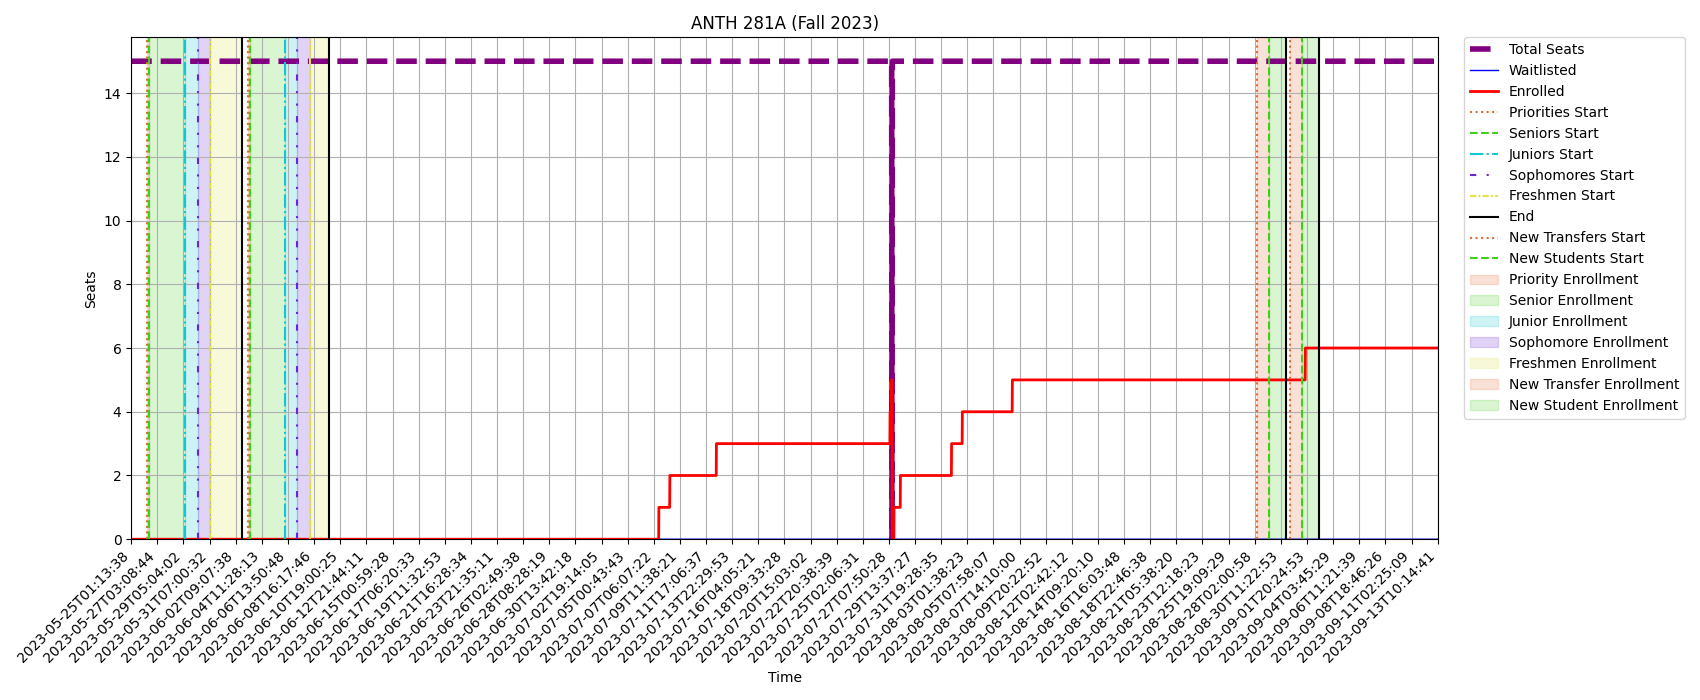 ANTH 281A (Fall 2023)
Seats
14
12
10
8
6
4
2
0
2023-05-25T01:13:38
2023-05-27T03:08:44
2023-05-29T05:04:02
2023-05-31T07:00:32
2023-06-02T09:07:38
2023-06-04T11:28:13
2023-06-06T13:50:48
2023-06-08T16:17:46
2023-06-10T19:00:25
2023-06-12T21:44:11
2023-06-15T00:59:28
2023-06-17T06:20:33
2023-06-19T11:32:53
2023-06-21T16:28:34
2023-06-23T21:35:11
2023-06-26T02:49:38
2023-06-28T08:28:19
2023-06-30T13:42:18
2023-07-02T19:14:05
2023-07-05T00:43:43
2023-07-07T06:07:22
2023-07-09T11:38:21
2023-07-11T17:06:37
2023-07-13T22:29:53
2023-07-16T04:05:21
2023-07-18T09:33:28
2023-07-20T15:03:02
2023-07-22T20:38:39
2023-07-25T02:06:31
2023-07-27T07:50:28
2023-07-29T13:37:27
2023-07-31T19:28:35
2023-08-03T01:38:23
2023-08-05T07:58:07
2023-08-07T14:10:00
2023-08-09T20:22:52
2023-08-12T02:42:12
2023-08-14T09:20:10
2023-08-16T16:03:48
2023-08-18T22:46:38
2023-08-21T05:38:20
2023-08-23T12:18:23
2023-08-25T19:09:29
2023-08-28T02:00:58
2023-08-30T11:22:53
2023-09-01T20:24:53
2023-09-04T03:45:29
2023-09-06T11:21:39
2023-09-08T18:46:26
2023-09-11T02:25:09
2023-09-13T10:14:41
Time
Total Seats
Waitlisted
Enrolled
Priorities Start
Seniors Start
Juniors Start
Sophomores Start
Freshmen Start
End
New Transfers Start
New Students Start
Priority Enrollment
Senior Enrollment
Junior Enrollment
Sophomore Enrollment
Freshmen Enrollment
New Transfer Enrollment
New Student Enrollment